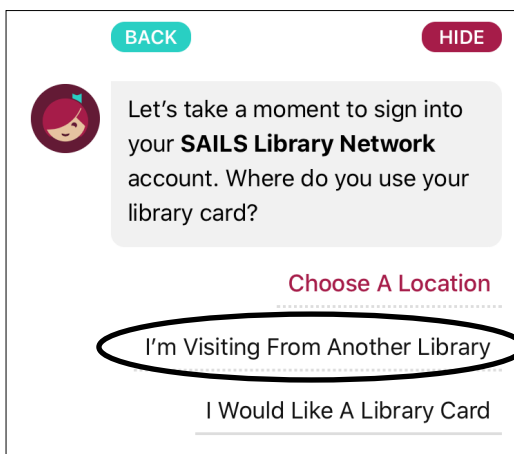 BACK
HIDE
Let’s take a moment to sign into
your SAILS Library Network
account. Where do you use your
library card?
Choose A Location
I’m Visiting From Another Library
I Would Like A Library Card